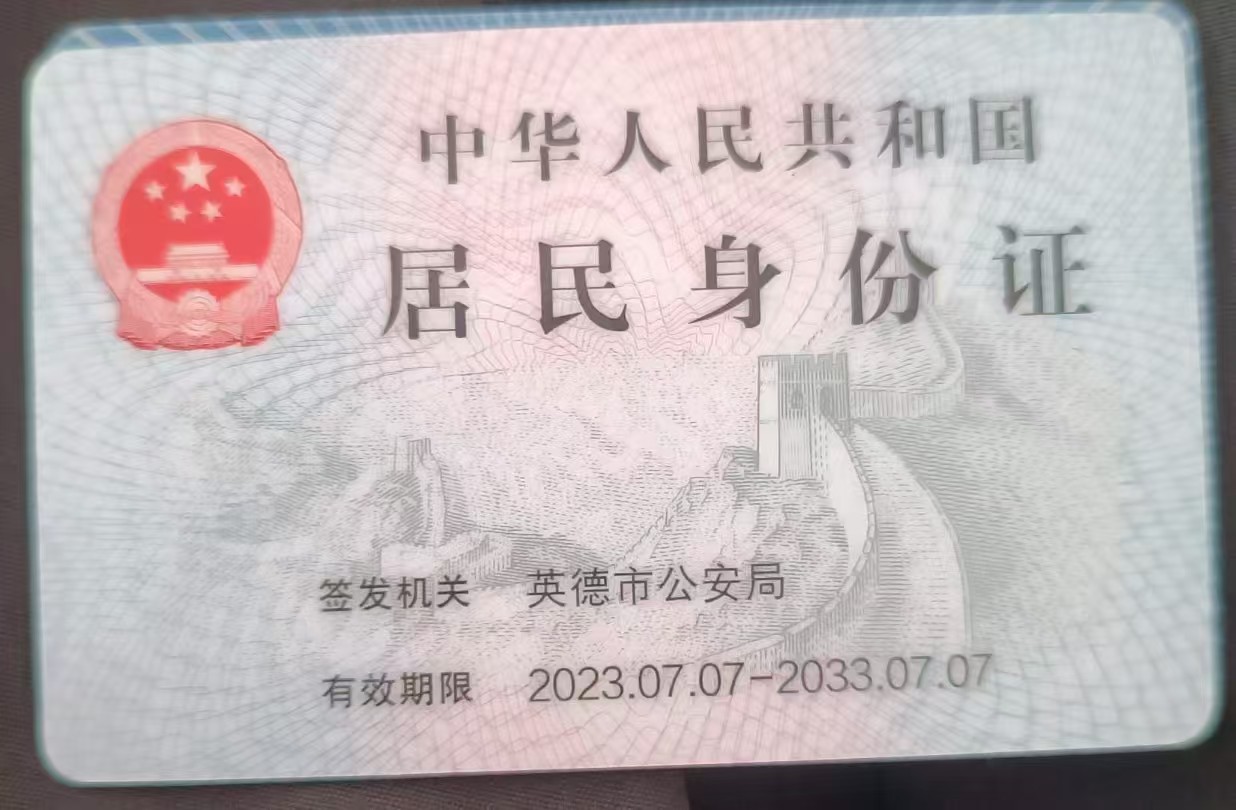 中华人民共和国
居民身份证
签发机关 英德市公安局
有效期限 2023.07.07-2033.07.07